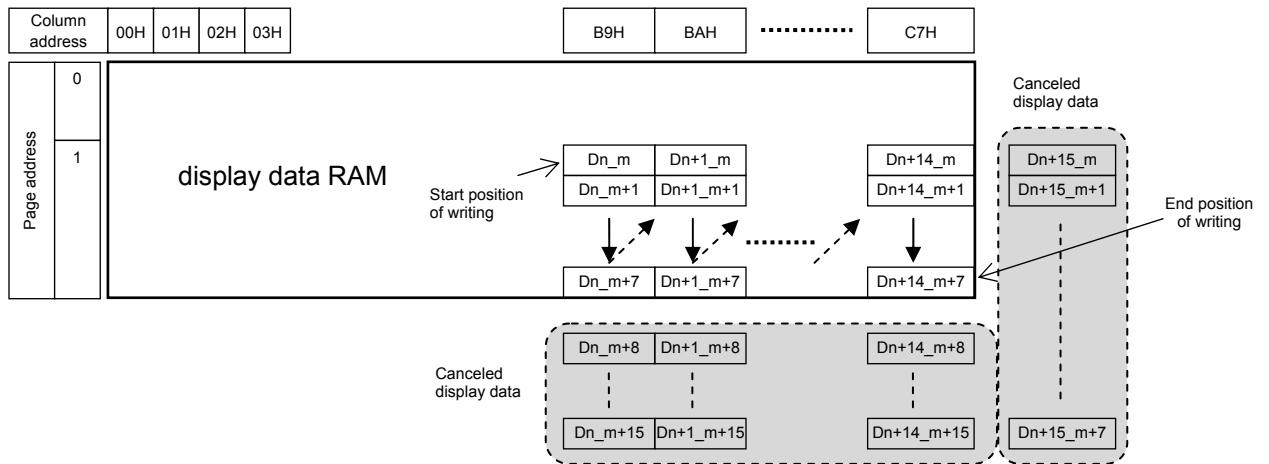 Column
address
00H 01H 02H 03H B9H BAH C7H
Page address
0
1
display data RAM
Canceled
display data
Start position
of writing
Dn_m Dn+1_m Dn+14_m Dn+15_m
Dn_m+1 Dn+1_m+1 Dn+14_m+1 Dn+15_m+1
End position
of writing
Dn_m+7 Dn+1_m+7 Dn+14_m+7
Canceled
display data
Dn_m+8 Dn+1_m+8 Dn+14_m+8
Dn_m+15 Dn+1_m+15 Dn+14_m+15 Dn+15_m+7